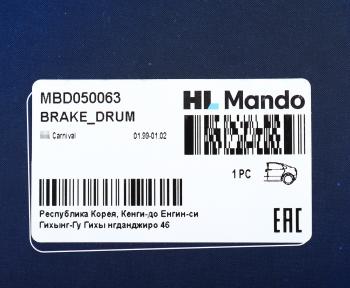 MBD050063
HL Mando
BRAKE_DRUM
Carnival 01.99-01.02
1 PC
Республика Корея, Кенги-до Енгин-си
Гихынг-Гу Гихы нгданджиро 46
EAC